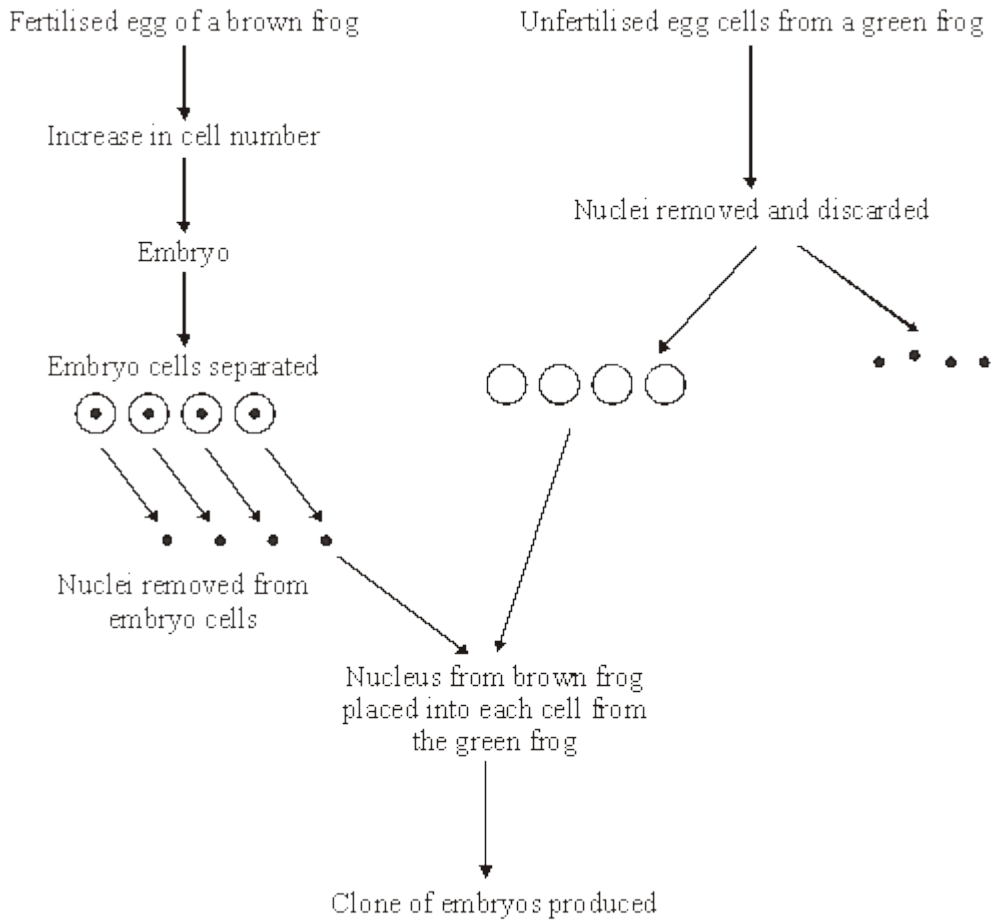 Fertilised egg of a brown frog
Unfertilised egg cells from a green frog
Increase in cell number
Nuclei removed and discarded
Embryo
Embryo cells separated
Nuclei removed from
embryo cells
Nucleus from brown frog
placed into each cell from
the green frog
Clone of embryos produced